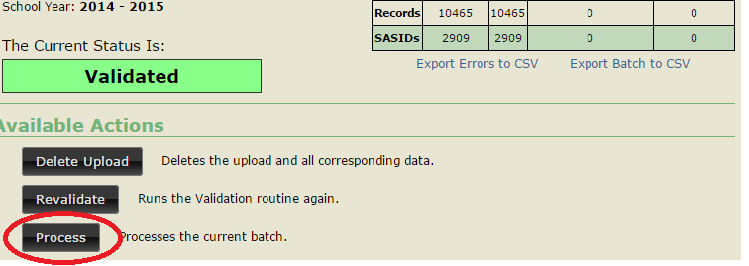 School Year: 2014 - 2015
Records 10465 10465 0 0
SASIDs 2909 2909 0 0
The Current Status Is:
Export Errors to CSV Export Batch to CSV
Validated
Available Actions
Delete Upload Deletes the upload and all corresponding data.
Revalidate Runs the Validation routine again.
Process Processes the current batch.